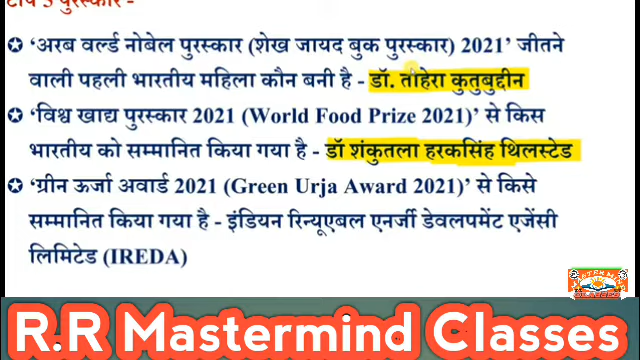 टॉप 3 पुरस्कार -
✪ ‘अरब वर्ल्ड नोबेल पुरस्कार (शेख जायद बुक पुरस्कार) 2021’ जीतने
वाली पहली भारतीय महिला कौन बनी है - डॉ. ताहेरा कुतुबुद्दीन
✪ ‘विश्व खाद्य पुरस्कार 2021 (World Food Prize 2021)’ से किस
भारतीय को सम्मानित किया गया है - डॉ शंकुतला हरकसिंह थिलस्टेड
✪ ‘ग्रीन ऊर्जा अवार्ड 2021 (Green Urja Award 2021)’ से किसे
सम्मानित किया गया है - इंडियन रिन्यूएबल एनर्जी डेवलपमेंट एजेंसी
लिमिटेड (IREDA)
R.R Mastermind Classes